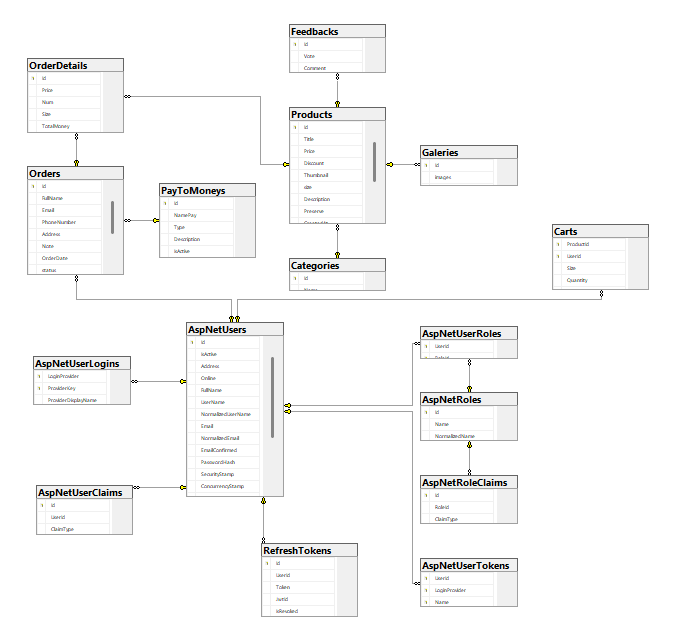 Feedbacks
Id
Vote
Comment
OrderDetails
Id
Price
Num
Size
TotalMoney
Products
Id
Title
Price
Discount
Thumbnail
size
Description
Preserve
Galeries
Id
images
Orders
Id
FullName
Email
PhoneNumber
Address
Note
OrderDate
status
PayToMoneys
Id
NamePay
Type
Description
isActive
Carts
ProductId
UserId
Size
Quantity
Categories
Id
AspNetUsers
Id
isActive
Address
Online
FullName
UserName
NormalizedUserName
Email
NormalizedEmail
EmailConfirmed
PasswordHash
SecurityStamp
ConcurrencyStamp
AspNetUserRoles
UserId
AspNetUserLogins
LoginProvider
ProviderKey
ProviderDisplayName
AspNetRoles
Id
Name
NormalizedName
AspNetRoleClaims
Id
RoleId
ClaimType
AspNetUserClaims
Id
UserId
ClaimType
RefreshTokens
Id
UserId
Token
JwtId
IsRevoked
AspNetUserTokens
UserId
LoginProvider
Name